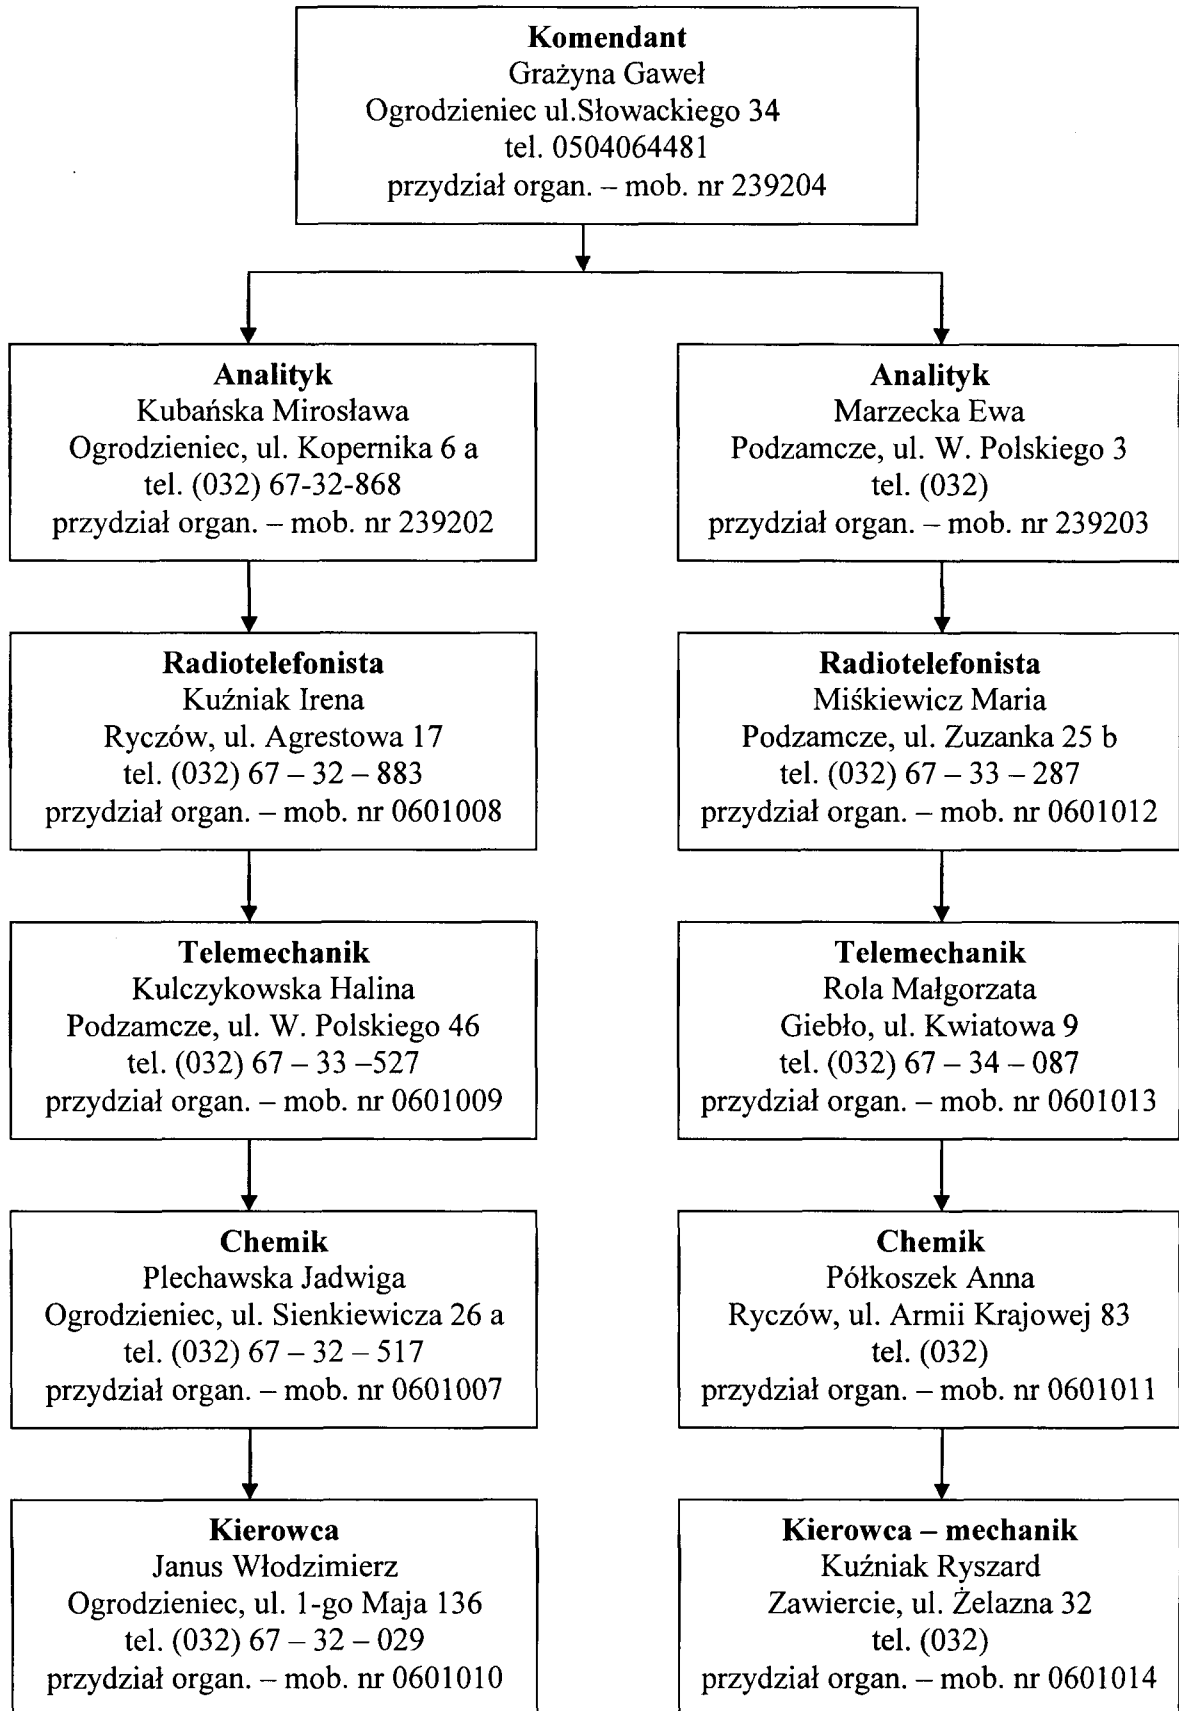 Komendant
Grażyna Gaweł
Ogrodzieniec ul.Słowackiego 34
tel. 0504064481
przydział organ. – mob. nr 239204
Analityk
Kubańska Mirosława
Ogrodzieniec, ul. Kopernika 6 a
tel. (032) 67-32-868
przydział organ. – mob. nr 239202
Radiotelefonista
Kuźniak Irena
Ryczów, ul. Agrestowa 17
tel. (032) 67 – 32 – 883
przydział organ. – mob. nr 0601008
Telemechanik
Kulczykowska Halina
Podzamcze, ul. W. Polskiego 46
tel. (032) 67 – 33 –527
przydział organ. – mob. nr 0601009
Chemik
Plechawska Jadwiga
Ogrodzieniec, ul. Sienkiewicza 26 a
tel. (032) 67 – 32 – 517
przydział organ. – mob. nr 0601007
Kierowca
Janus Włodzimierz
Ogrodzieniec, ul. 1-go Maja 136
tel. (032) 67 – 32 – 029
przydział organ. – mob. nr 0601010
Analityk
Marzecka Ewa
Podzamcze, ul. W. Polskiego 3
tel. (032)
przydział organ. – mob. nr 239203
Radiotelefonista
Miśkiewicz Maria
Podzamcze, ul. Zuzanka 25 b
tel. (032) 67 – 33 – 287
przydział organ. – mob. nr 0601012
Telemechanik
Rola Małgorzata
Giebło, ul. Kwiatowa 9
tel. (032) 67 – 34 – 087
przydział organ. – mob. nr 0601013
Chemik
Półkoszek Anna
Ryczów, ul. Armii Krajowej 83
tel. (032)
przydział organ. – mob. nr 0601011
Kierowca – mechanik
Kuźniak Ryszard
Zawiercie, ul. Żelazna 32
tel. (032)
przydział organ. – mob. nr 0601014